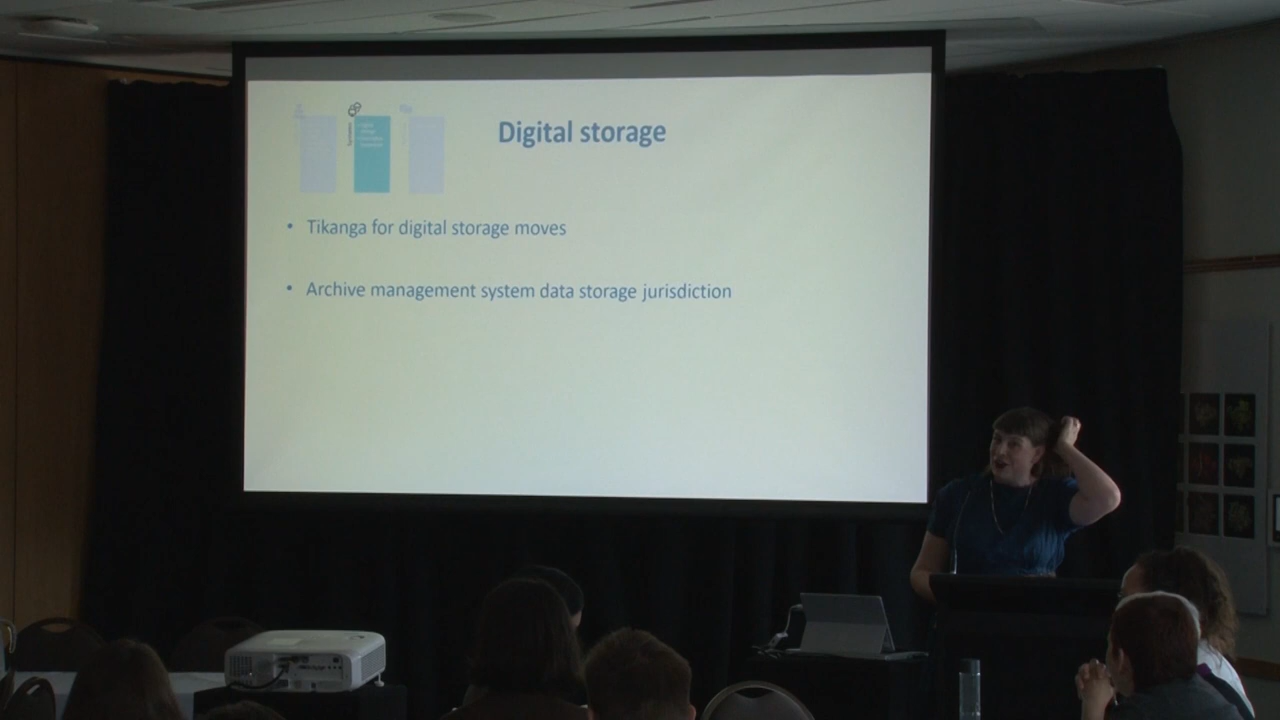 Digital storage
• Tikanga for digital storage moves
• Archive management system data storage jurisdiction